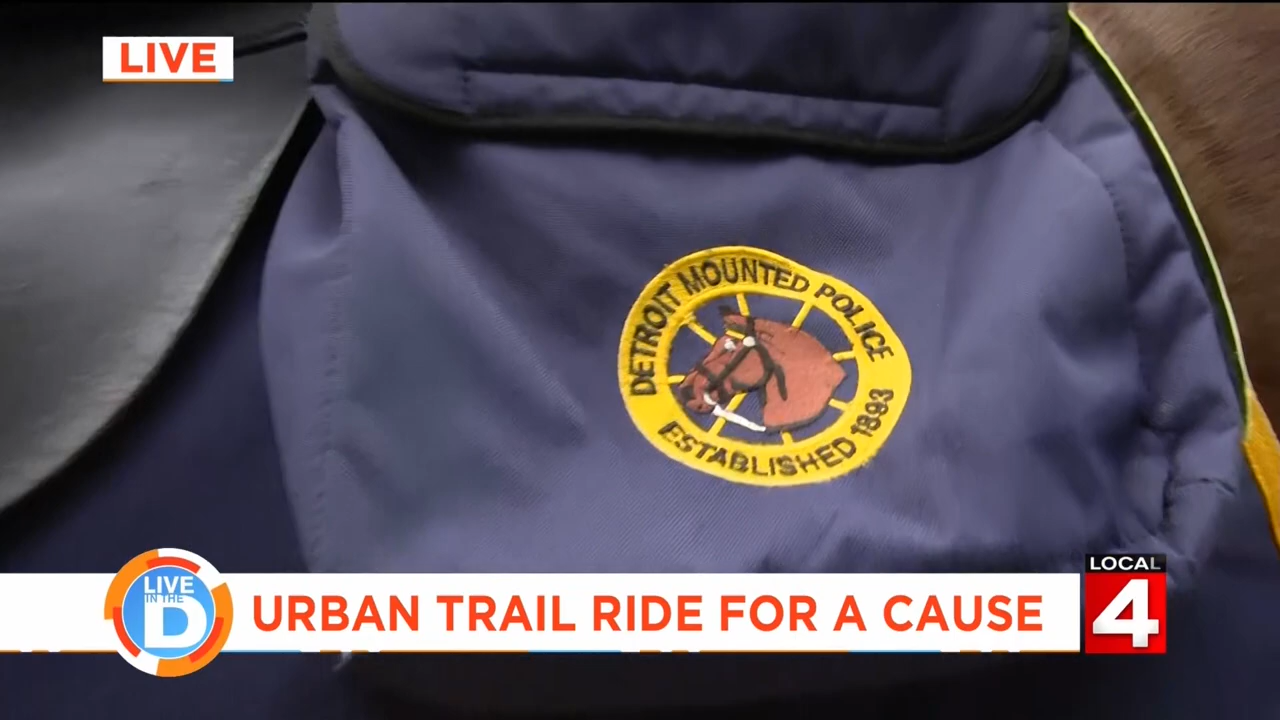 LIVE
DETROIT MOUNTED POLICE
ESTABLISHED 1893
LIVE
IN THE
D
URBAN TRAIL RIDE FOR A CAUSE
LOCAL
4